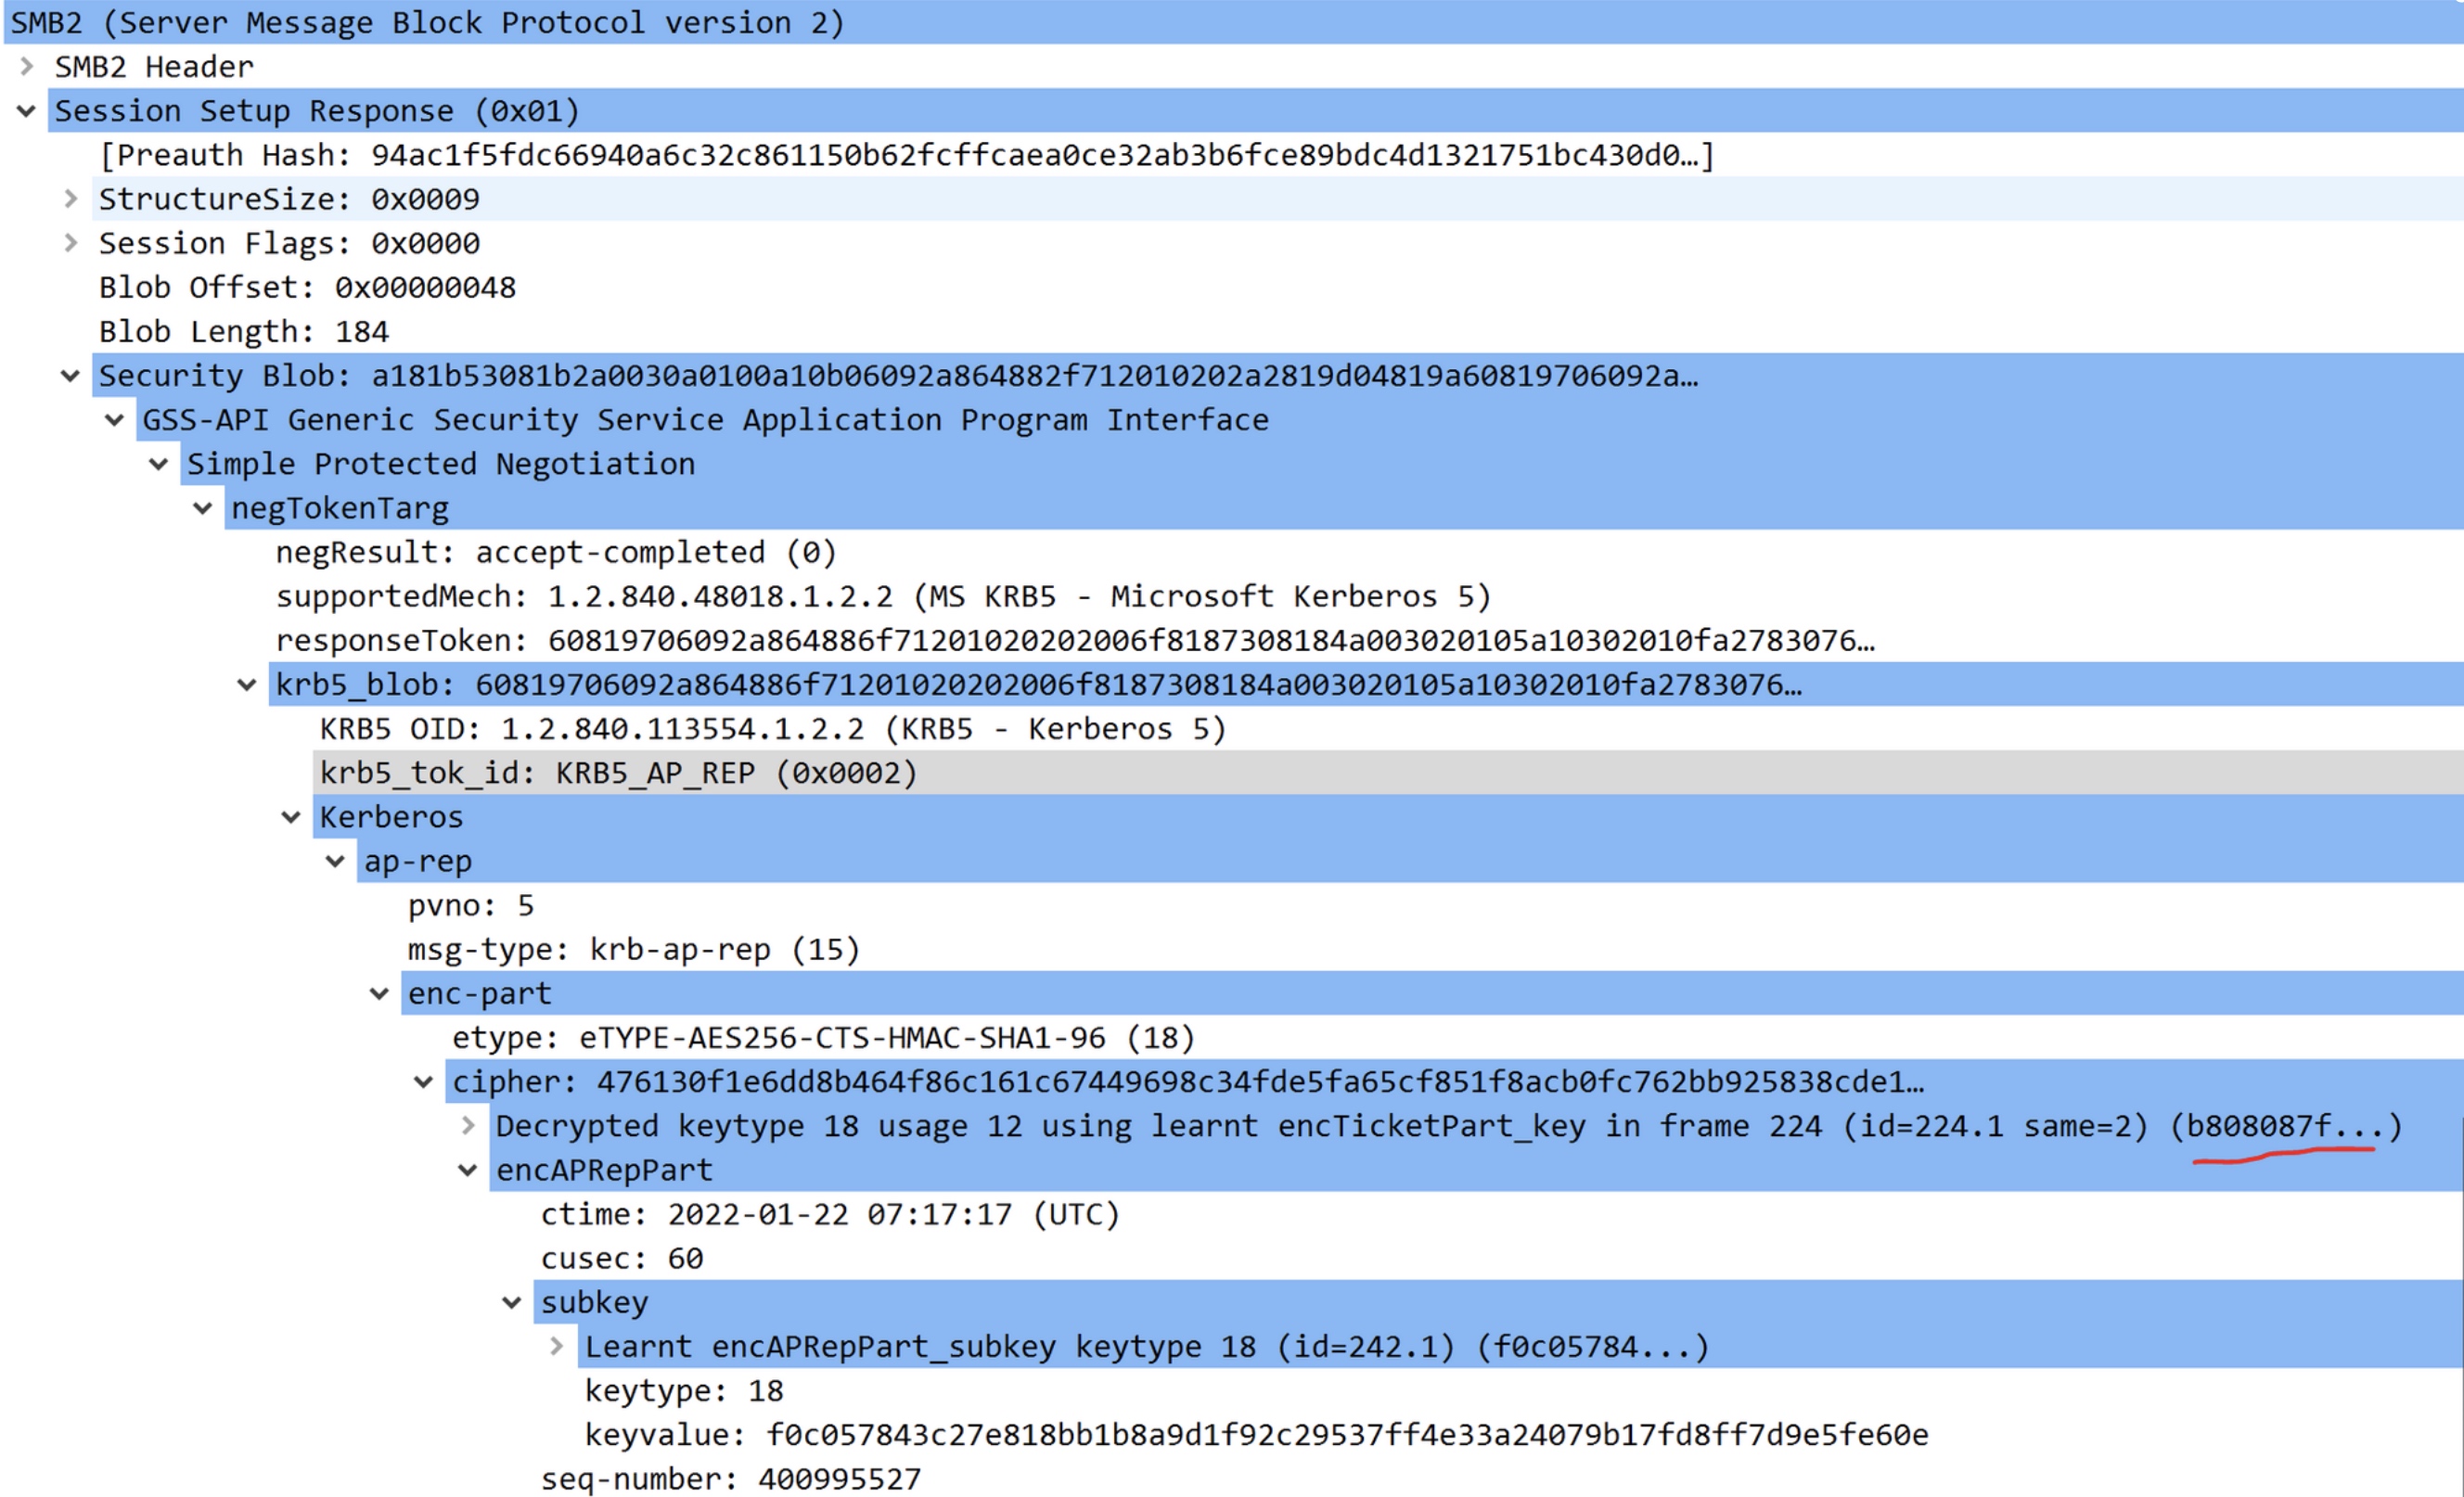 SMB2 (Server Message Block Protocol version 2)
SMB2 Header
Session Setup Response (0x01)
[Preauth Hash: 94ac1f5fdc66940a6c32c861150b62fcffcaea0ce32ab3b6fce89bdc4d1321751bc430d0…]
StructureSize: 0x0009
Session Flags: 0x0000
Blob Offset: 0x00000048
Blob Length: 184
Security Blob: a181b53081b2a0030a0100a10b06092a864882f712010202a2819d04819a60819706092a…
GSS-API Generic Security Service Application Program Interface
Simple Protected Negotiation
negTokenTarg
negResult: accept-completed (0)
supportedMech: 1.2.840.48018.1.2.2 (MS KRB5 - Microsoft Kerberos 5)
responseToken: 60819706092a864886f71201020202006f8187308184a003020105a10302010fa2783076…
krb5_blob: 60819706092a864886f71201020202006f8187308184a003020105a10302010fa2783076…
KRB5 OID: 1.2.840.113554.1.2.2 (KRB5 - Kerberos 5)
krb5_tok_id: KRB5_AP_REP (0x0002)
Kerberos
ap-rep
pvno: 5
msg-type: krb-ap-rep (15)
enc-part
etype: eTYPE-AES256-CTS-HMAC-SHA1-96 (18)
cipher: 476130f1e6dd8b464f86c161c67449698c34fde5fa65cf851f8acb0fc762bb925838cde1…
Decrypted keytype 18 usage 12 using learnt encTicketPart_key in frame 224 (id=224.1 same=2) (b808087f...)
encAPRepPart
ctime: 2022-01-22 07:17:17 (UTC)
cusec: 60
subkey
Learnt encAPRepPart_subkey keytype 18 (id=242.1) (f0c05784...)
keytype: 18
keyvalue: f0c057843c27e818bb1b8a9d1f92c29537ff4e33a24079b17fd8ff7d9e5fe60e
seq-number: 400995527